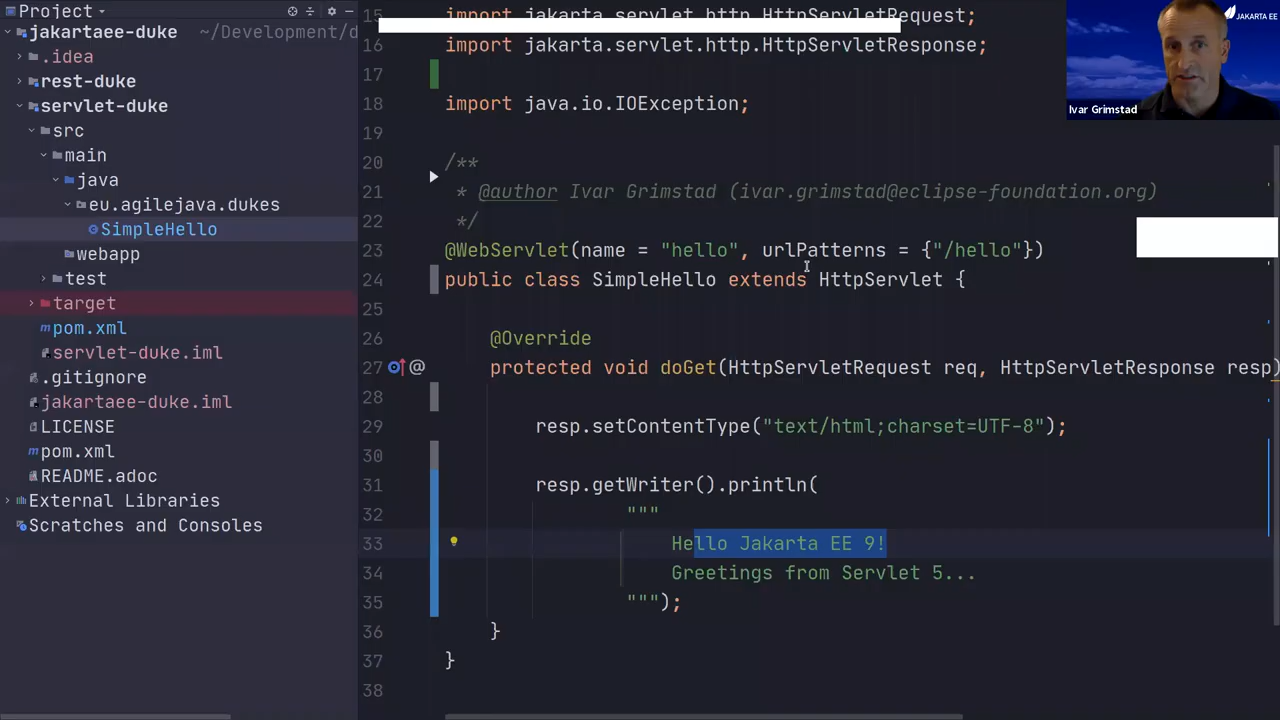 Project
jakartaee-duke ~/Development/d
.idea
rest-duke
servlet-duke
src
main
java
eu.agilejava.dukes
SimpleHello
webapp
test
target
pom.xml
servlet-duke.iml
.gitignore
jakartaee-duke.iml
LICENSE
pom.xml
README.adoc
External Libraries
Scratches and Consoles
15 import jakarta.servlet.http.HttpServletRequest;
16 import jakarta.servlet.http.HttpServletResponse;
17
18 import java.io.IOException;
19
20 /**
21 * @author Ivar Grimstad (ivar.grimstad@eclipse-foundation.org)
22 */
23 @WebServlet(name = "hello", urlPatterns = {"/hello"})
24 public class SimpleHello extends HttpServlet {
25
26 @Override
27 @ protected void doGet(HttpServletRequest req, HttpServletResponse resp)
28
29 resp.setContentType("text/html;charset=UTF-8");
30
31 resp.getWriter().println(
32 """
33 Hello Jakarta EE 9!
34 Greetings from Servlet 5...
35 """);
36 }
37 }
38
JAKARTA EE
Ivar Grimstad